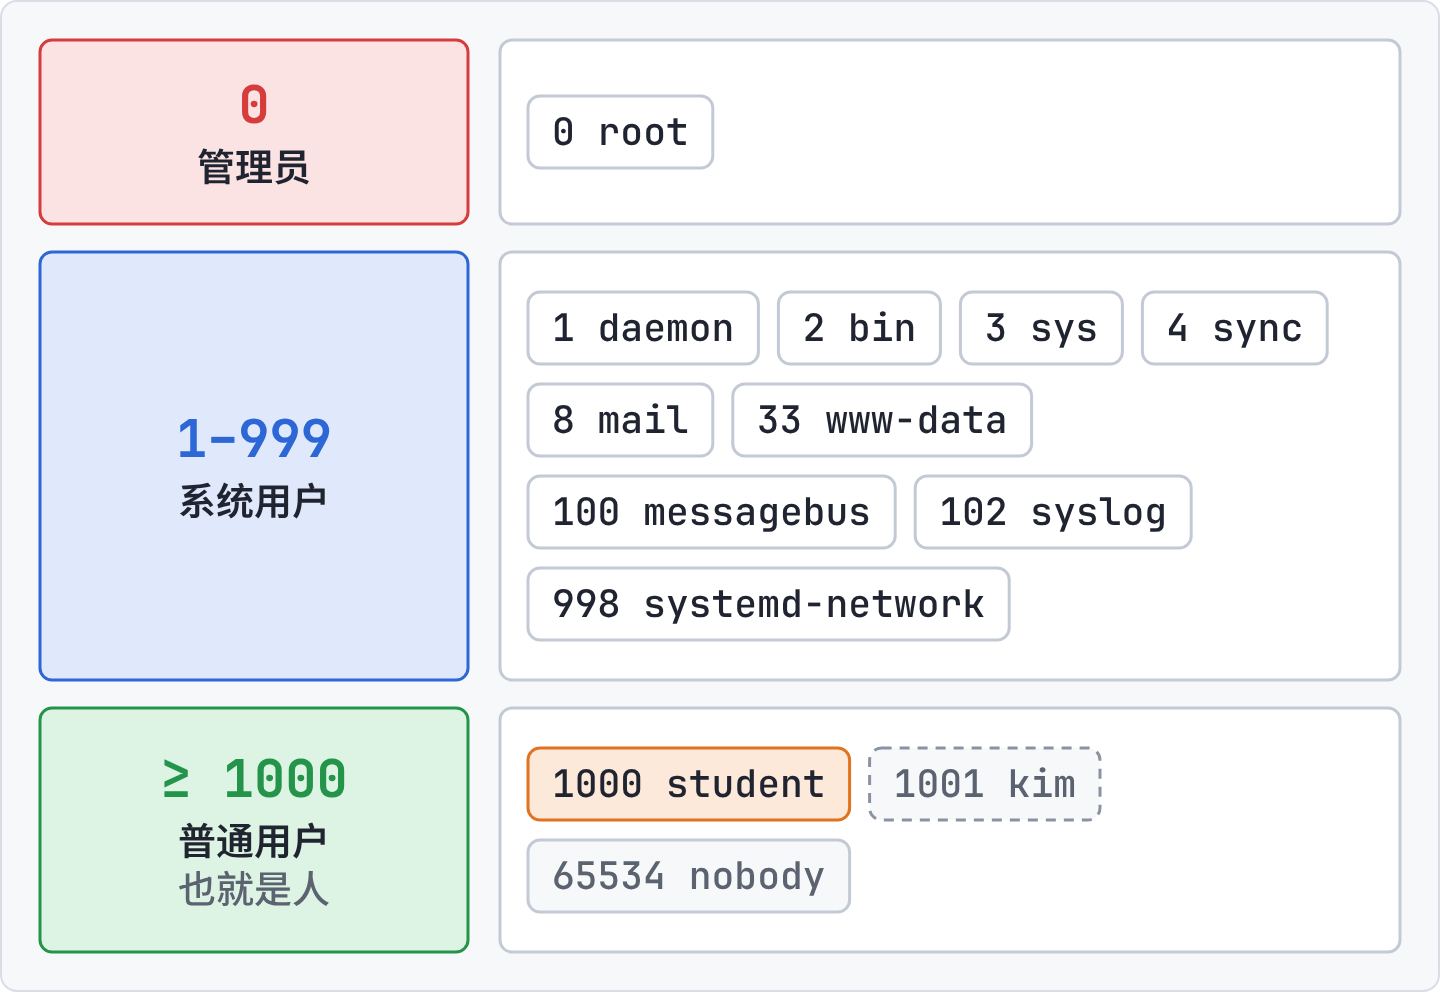 0
管理员
0 root
1–999
系统用户
1 daemon
2 bin
3 sys
4 sync
8 mail
33 www-data
100 messagebus
102 syslog
998 systemd-network
≥ 1000
普通用户
也就是人
1000 student
1001 kim
65534 nobody